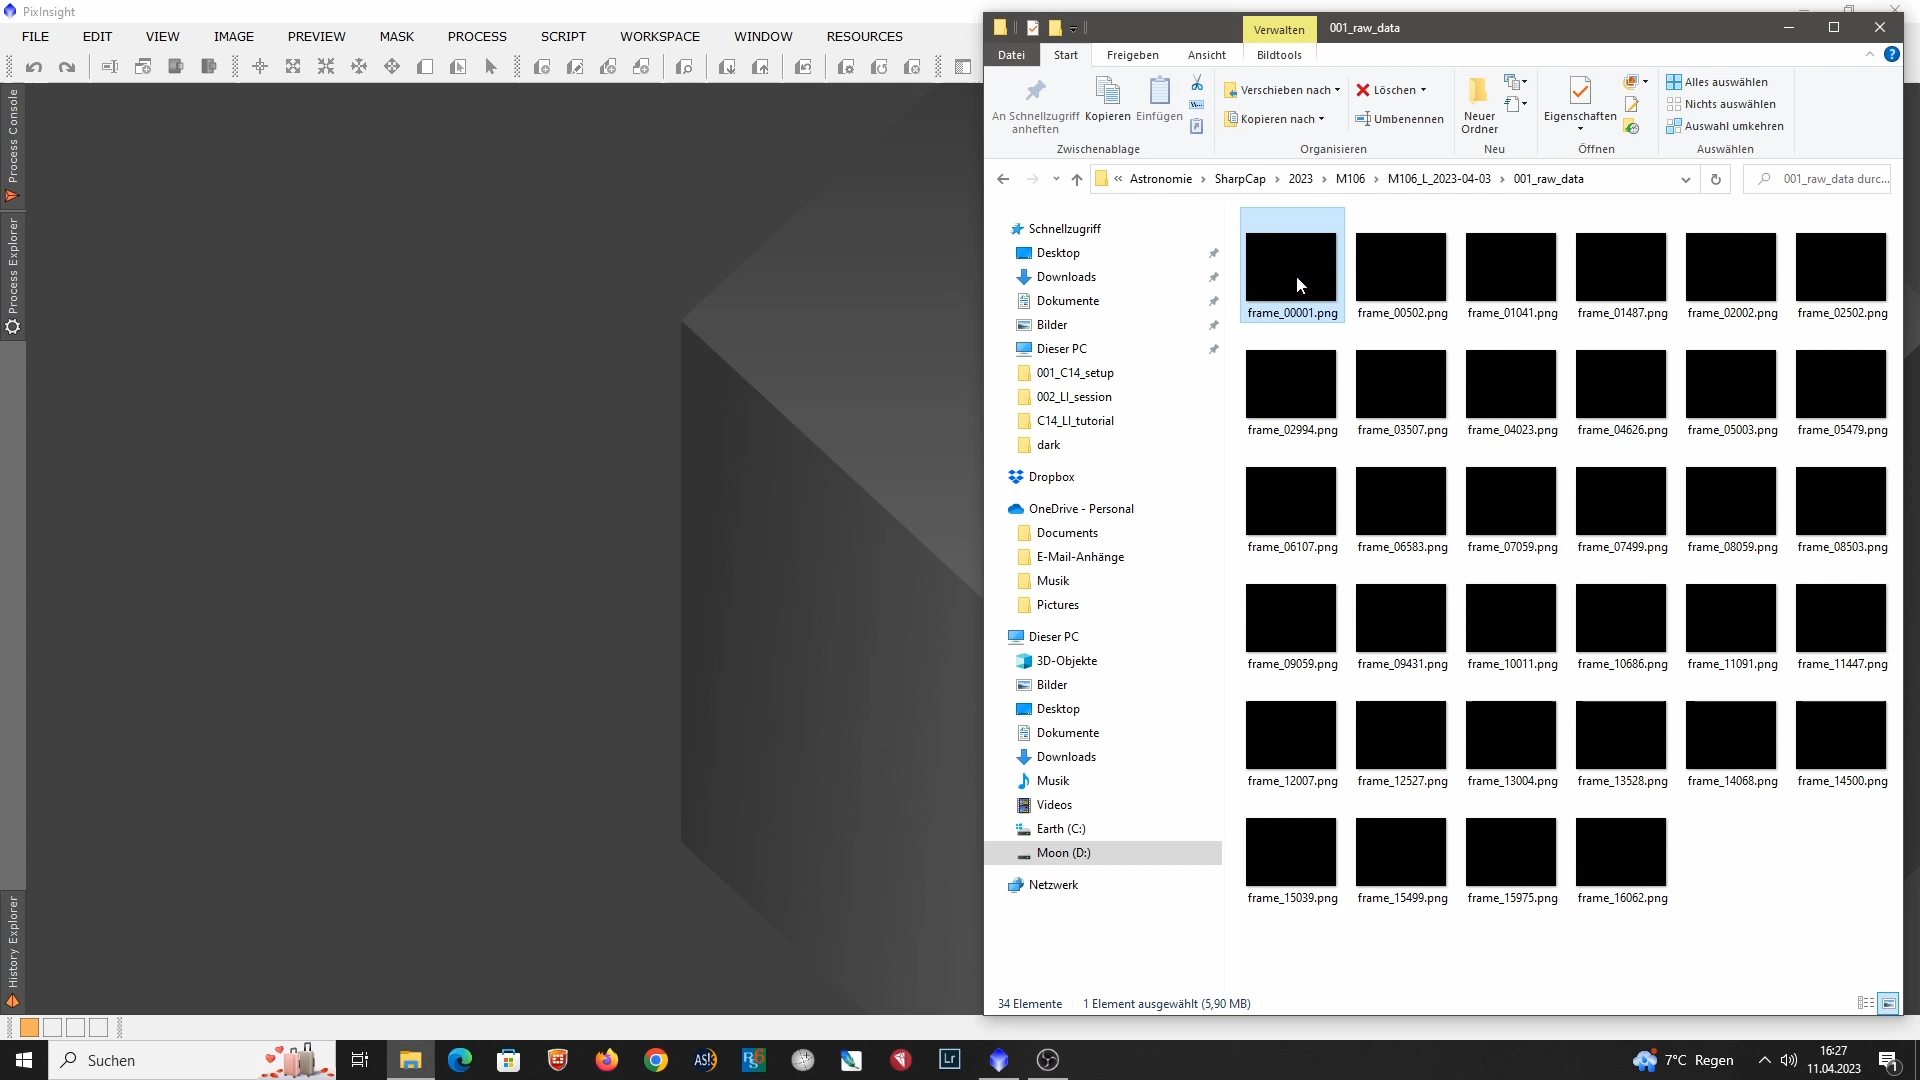 PixInsight
FILE EDIT VIEW IMAGE PREVIEW MASK PROCESS SCRIPT WORKSPACE WINDOW RESOURCES
Process Console
Process Explorer
History Explorer
Verwalten 001_raw_data
Datei Start Freigeben Ansicht Bildtools
An Schnellzugriff anheften
Kopieren
Einfügen
Zwischenablage
Verschieben nach
Kopieren nach
Löschen
Umbenennen
Organisieren
Neuer Ordner
Neu
Eigenschaften
Öffnen
Alles auswählen
Nichts auswählen
Auswahl umkehren
Auswählen
« Astronomie › SharpCap › 2023 › M106 › M106_L_2023-04-03 › 001_raw_data
001_raw_data durc...
Schnellzugriff
Desktop
Downloads
Dokumente
Bilder
Dieser PC
001_C14_setup
002_LI_session
C14_LI_tutorial
dark
Dropbox
OneDrive - Personal
Documents
E-Mail-Anhänge
Musik
Pictures
Dieser PC
3D-Objekte
Bilder
Desktop
Dokumente
Downloads
Musik
Videos
Earth (C:)
Moon (D:)
Netzwerk
frame_00001.png frame_00502.png frame_01041.png frame_01487.png frame_02002.png frame_02502.png
frame_02994.png frame_03507.png frame_04023.png frame_04626.png frame_05003.png frame_05479.png
frame_06107.png frame_06583.png frame_07059.png frame_07499.png frame_08059.png frame_08503.png
frame_09059.png frame_09431.png frame_10011.png frame_10686.png frame_11091.png frame_11447.png
frame_12007.png frame_12527.png frame_13004.png frame_13528.png frame_14068.png frame_14500.png
frame_15039.png frame_15499.png frame_15975.png frame_16062.png
34 Elemente 1 Element ausgewählt (5,90 MB)
Suchen
AS!3
Lr
7°C Regen
16:27
11.04.2023
1